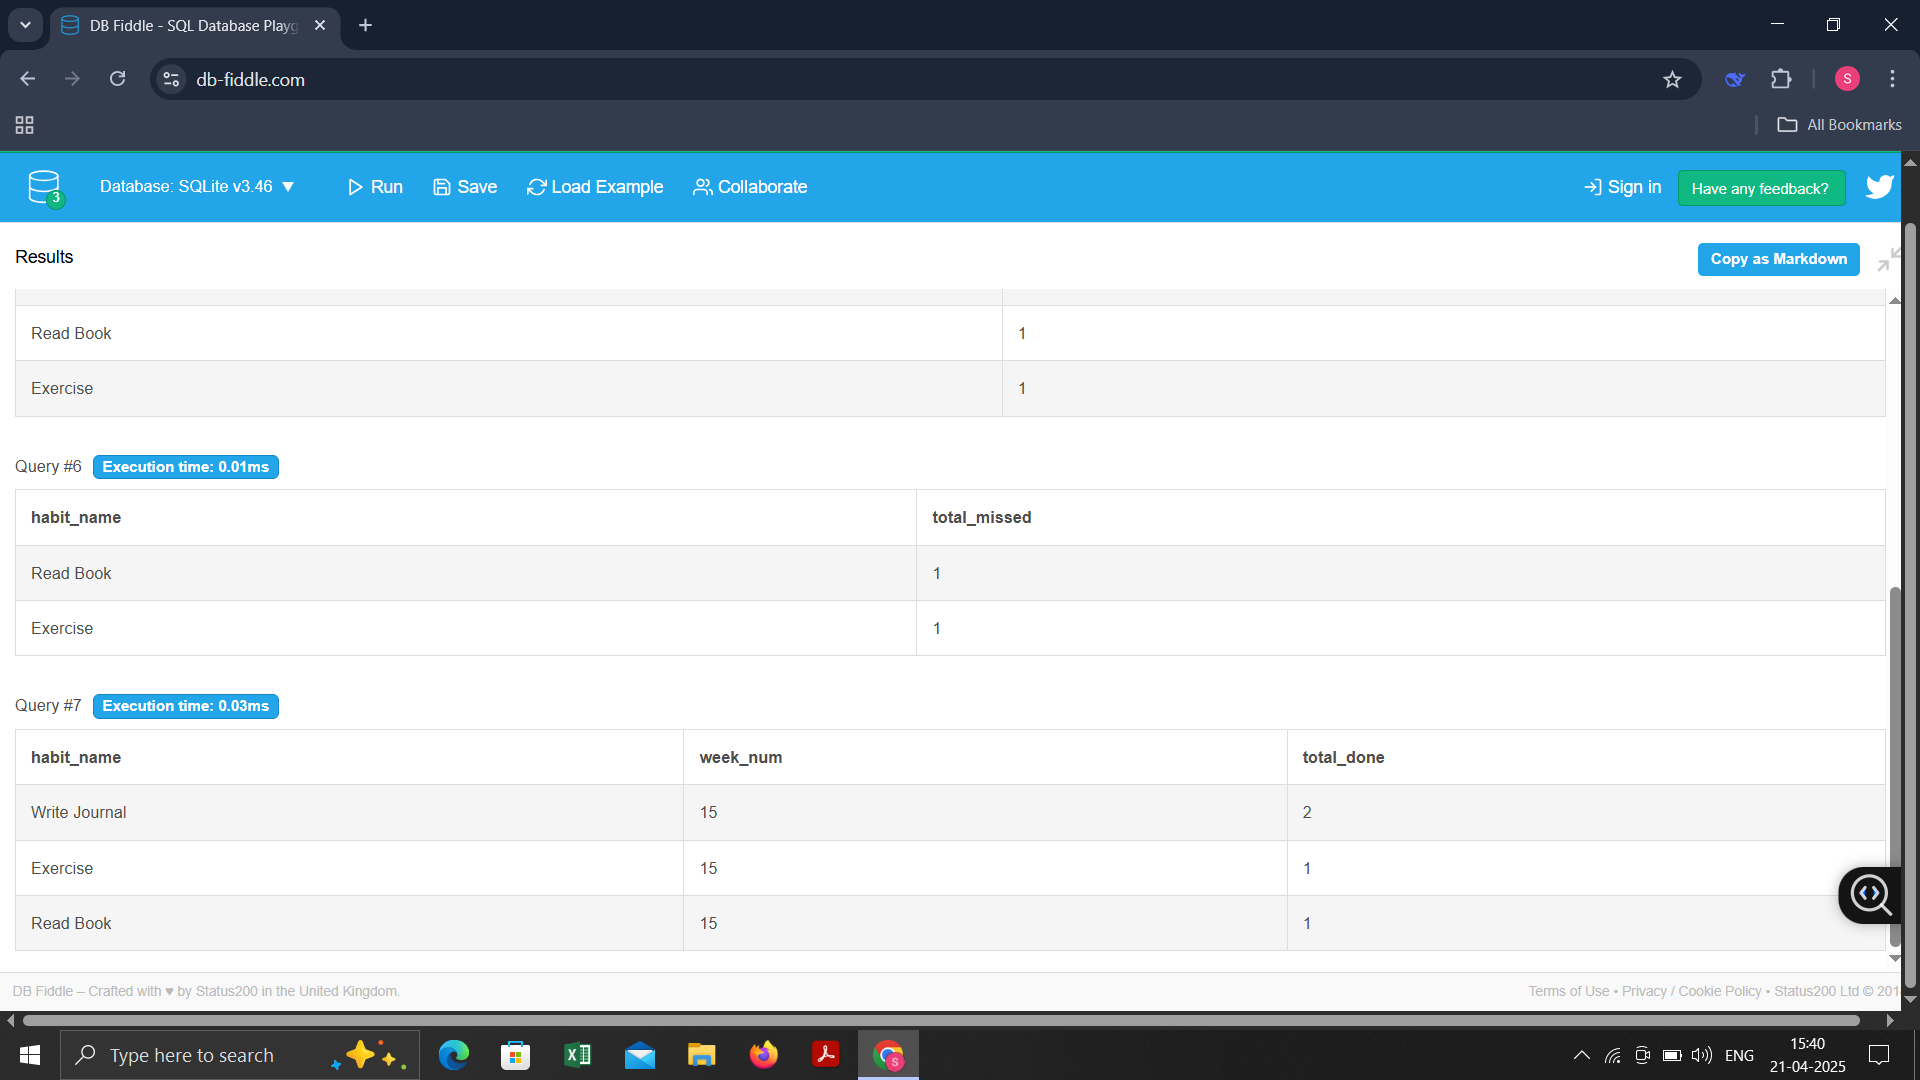 DB Fiddle - SQL Database Playg
db-fiddle.com
S
All Bookmarks
3
Database: SQLite v3.46 ▼
Run
Save
Load Example
Collaborate
Sign in
Have any feedback?
Results
Copy as Markdown
Read Book 1
Exercise 1
Query #6 Execution time: 0.01ms
habit_name total_missed
Read Book 1
Exercise 1
Query #7 Execution time: 0.03ms
habit_name week_num total_done
Write Journal 15 2
Exercise 15 1
Read Book 15 1
DB Fiddle – Crafted with ♥ by Status200 in the United Kingdom.
Terms of Use • Privacy / Cookie Policy • Status200 Ltd © 201
Type here to search
S
ENG
15:40
21-04-2025